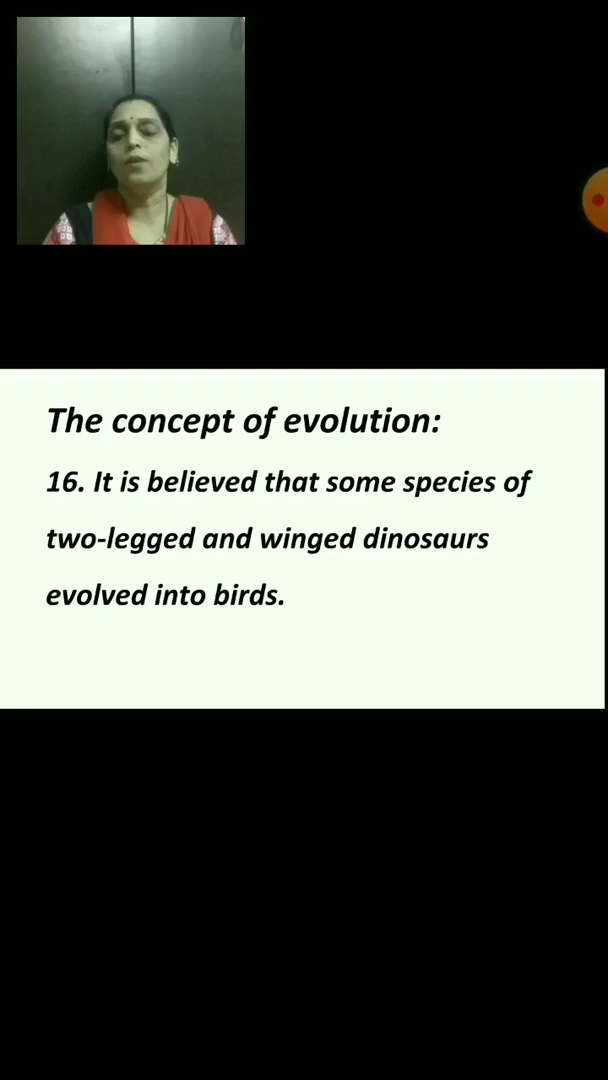 The concept of evolution:
16. It is believed that some species of
two-legged and winged dinosaurs
evolved into birds.